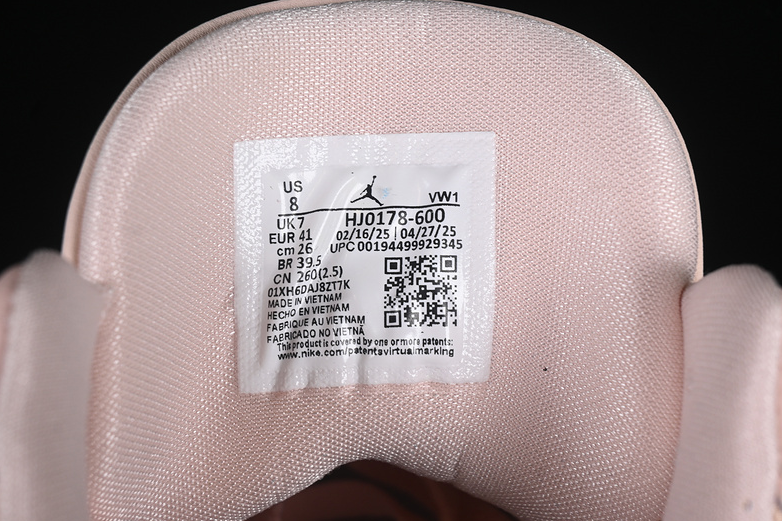 US
8
VW1
UK 7
HJ0178-600
EUR 41
02/16/25 | 04/27/25
cm 26
UPC 00194499929345
BR 39.5
CN 260(2.5)
01XH6DAJ8ZT7K
MADE IN VIETNAM
HECHO EN VIETNAM
FABRIQUE AU VIETNAM
FABRICADO NO VIETNÃ
This product is covered by one or more patents:
www.nike.com/patentsvirtualmarking